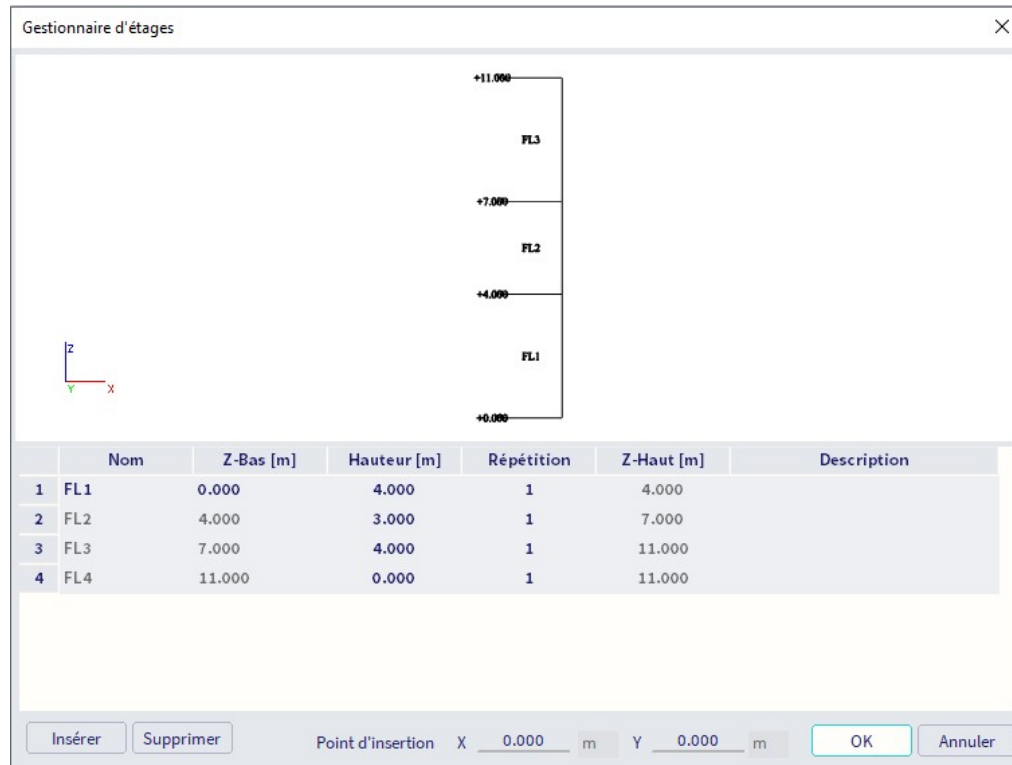 Gestionnaire d'étages
+11.000
FL3
+7.000
FL2
+4.000
FL1
+0.000
Z
Y X
Nom Z-Bas [m] Hauteur [m] Répétition Z-Haut [m] Description
1 FL1 0.000 4.000 1 4.000
2 FL2 4.000 3.000 1 7.000
3 FL3 7.000 4.000 1 11.000
4 FL4 11.000 0.000 1 11.000
Insérer Supprimer Point d'insertion X 0.000 m Y 0.000 m OK Annuler